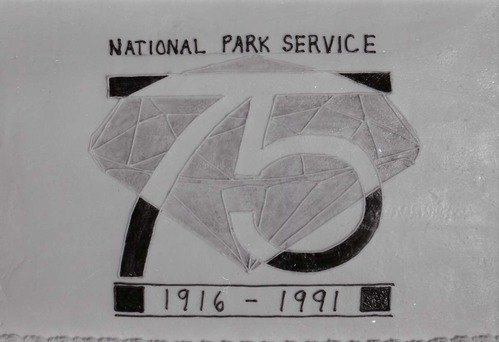 NATIONAL PARK SERVICE
75
1916 - 1991